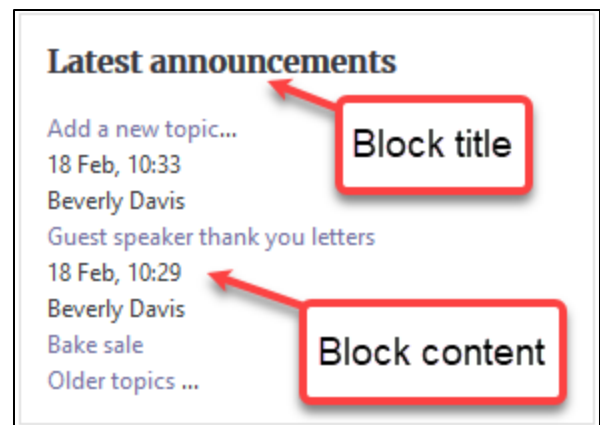 Latest announcements
Block title
Add a new topic...
18 Feb, 10:33
Beverly Davis
Guest speaker thank you letters
18 Feb, 10:29
Beverly Davis
Block content
Bake sale
Older topics ...